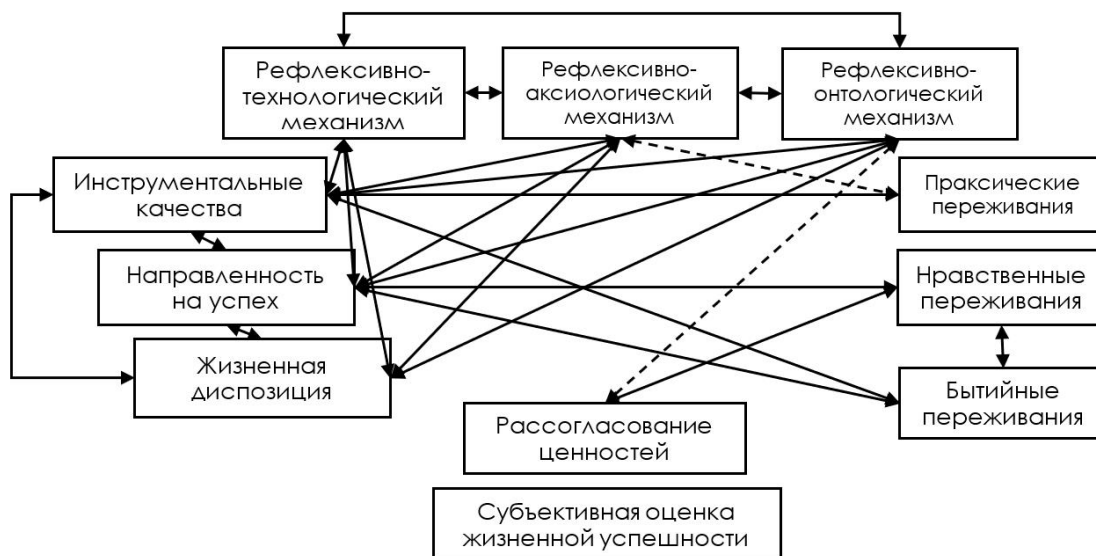 Рефлексивно-
технологический
механизм
Рефлексивно-
аксиологический
механизм
Рефлексивно-
онтологический
механизм
Инструментальные
качества
Праксические
переживания
Направленность
на успех
Нравственные
переживания
Жизненная
диспозиция
Бытийные
переживания
Рассогласование
ценностей
Субъективная оценка
жизненной успешности